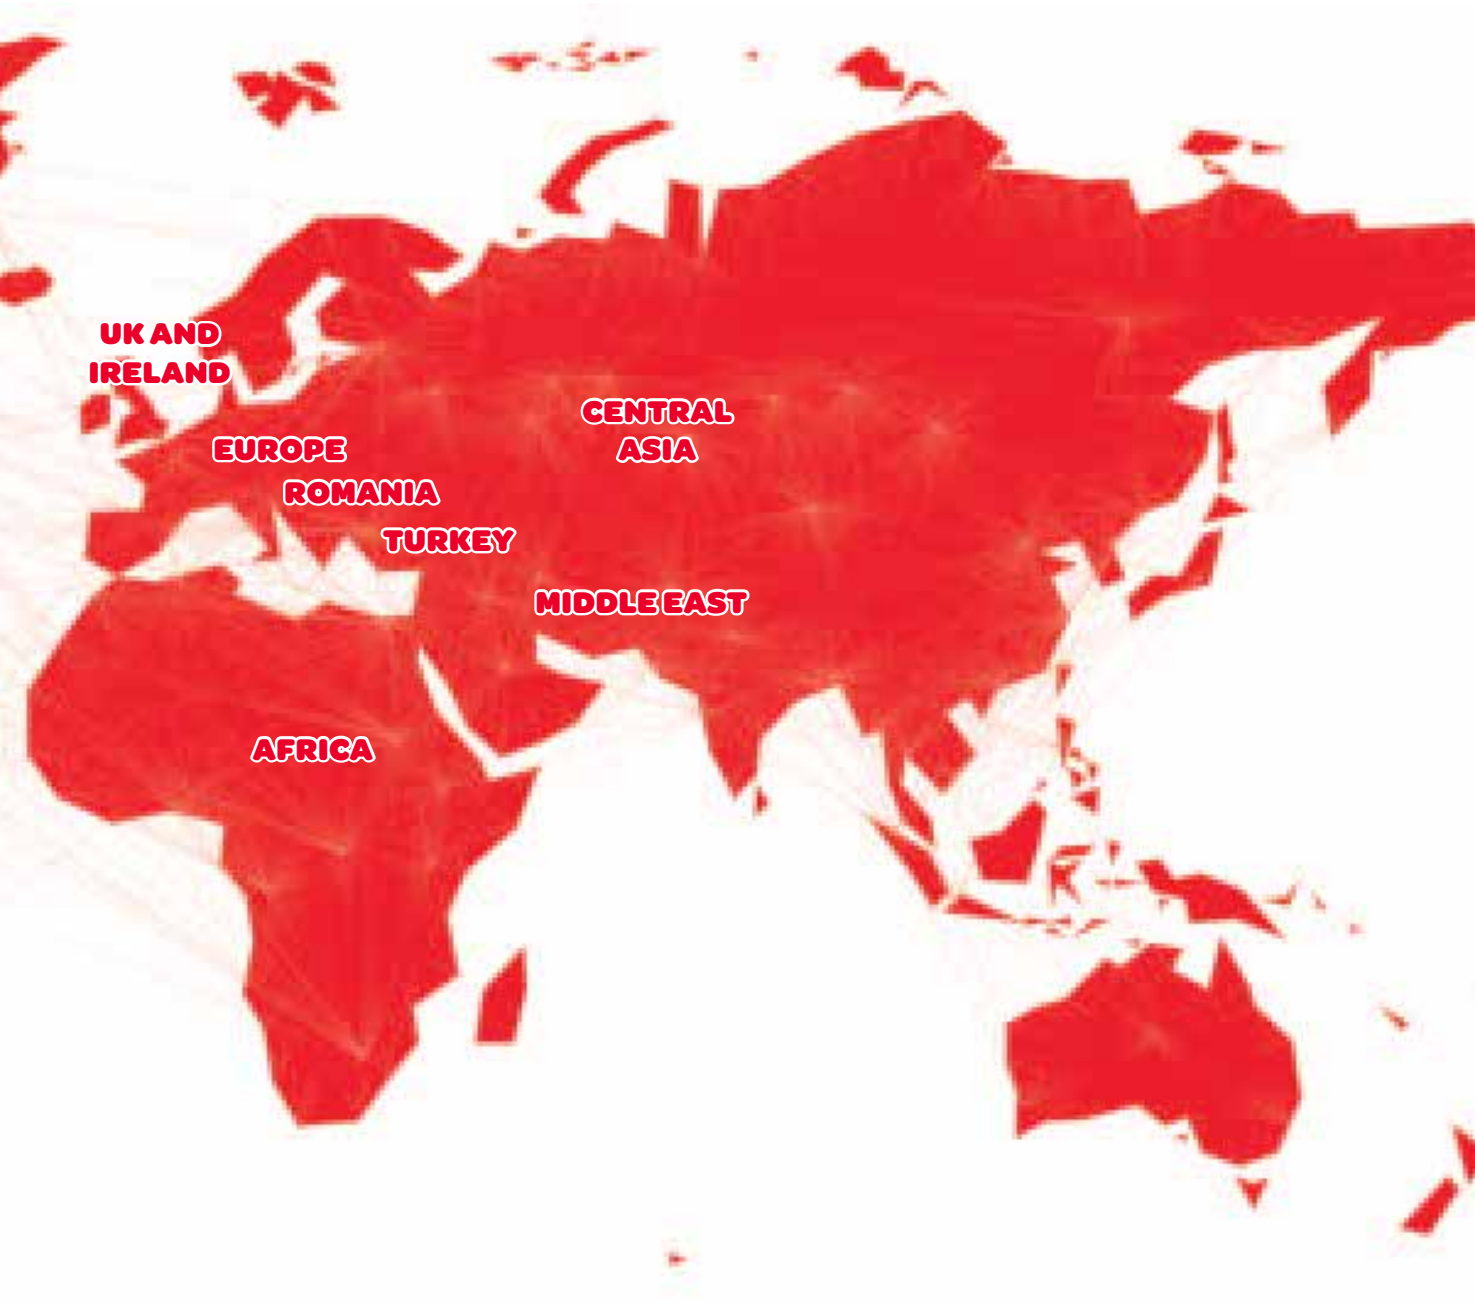 UK AND
IRELAND
CENTRAL
ASIA
EUROPE
ROMANIA
TURKEY
MIDDLE EAST
AFRICA